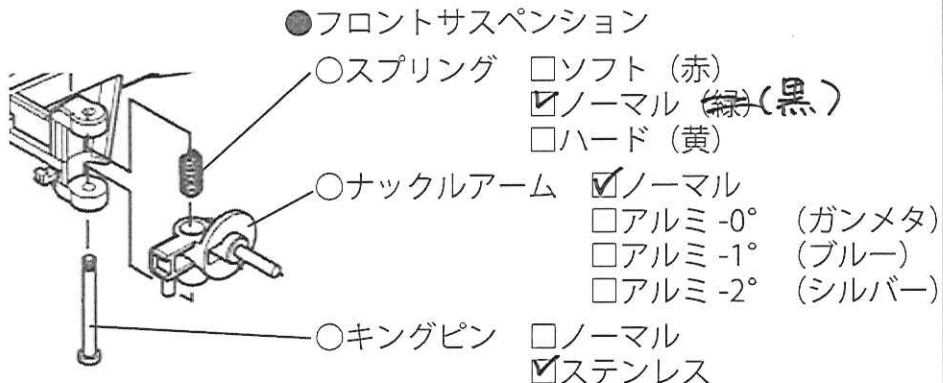 ●フロントサスペンション
○スプリング □ソフト（赤）
☑ノーマル（緑）(黒)
□ハード（黄）
○ナックルアーム ☑ノーマル
□アルミ -0°（ガンメタ）
□アルミ -1°（ブルー）
□アルミ -2°（シルバー）
○キングピン □ノーマル
☑ステンレス